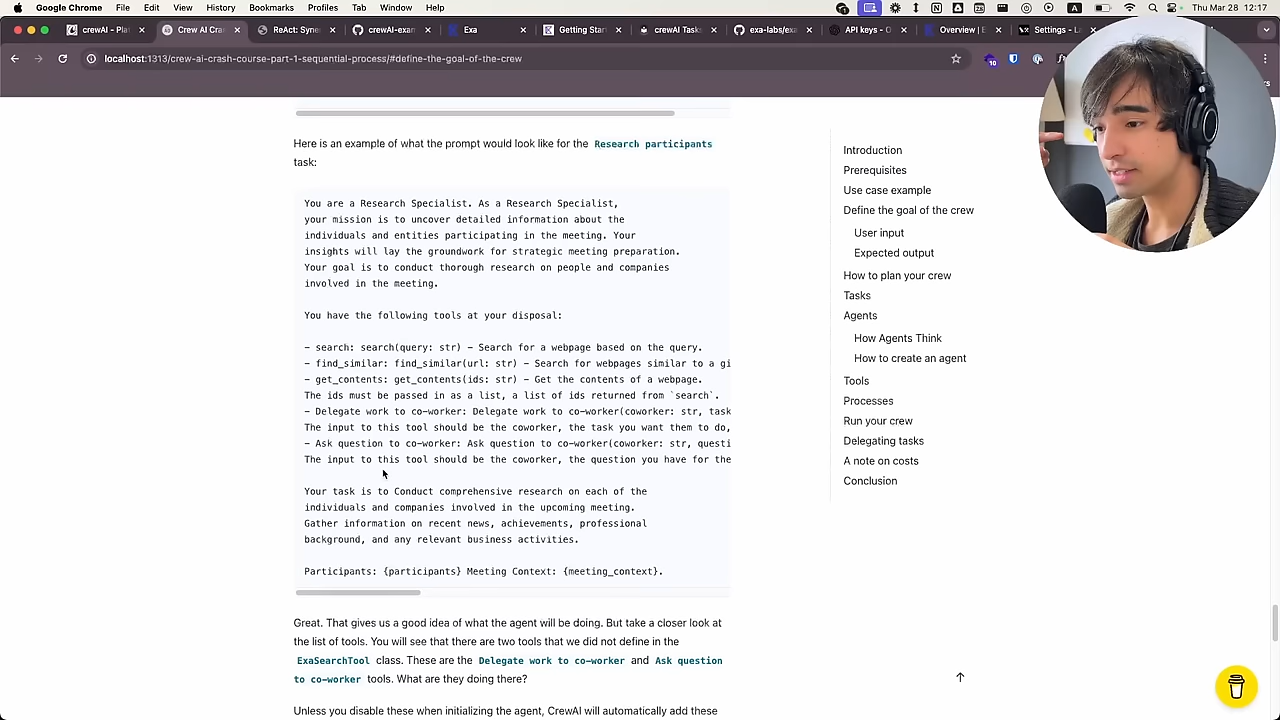 Google Chrome File Edit View History Bookmarks Profiles Tab Window Help Thu Mar 28 12:17
crewAI - Pla
Crew AI Cra
ReAct: Syne
crewAI-exan
Exa
Getting Star
crewAI Task
exa-labs/exa
API keys - O
Overview | E
Settings - La
localhost:1313/crew-ai-crash-course-part-1-sequential-process/#define-the-goal-of-the-crew
Here is an example of what the prompt would look like for the Research participants
task:
You are a Research Specialist. As a Research Specialist,
your mission is to uncover detailed information about the
individuals and entities participating in the meeting. Your
insights will lay the groundwork for strategic meeting preparation.
Your goal is to conduct thorough research on people and companies
involved in the meeting.
You have the following tools at your disposal:
- search: search(query: str) - Search for a webpage based on the query.
- find_similar: find_similar(url: str) - Search for webpages similar to a gi
- get_contents: get_contents(ids: str) - Get the contents of a webpage.
The ids must be passed in as a list, a list of ids returned from `search`.
- Delegate work to co-worker: Delegate work to co-worker(coworker: str, task
The input to this tool should be the coworker, the task you want them to do,
- Ask question to co-worker: Ask question to co-worker(coworker: str, questi
The input to this tool should be the coworker, the question you have for the
Your task is to Conduct comprehensive research on each of the
individuals and companies involved in the upcoming meeting.
Gather information on recent news, achievements, professional
background, and any relevant business activities.
Participants: {participants} Meeting Context: {meeting_context}.
Great. That gives us a good idea of what the agent will be doing. But take a closer look at
the list of tools. You will see that there are two tools that we did not define in the
ExaSearchTool class. These are the Delegate work to co-worker and Ask question
to co-worker tools. What are they doing there?
Unless you disable these when initializing the agent, CrewAI will automatically add these
Introduction
Prerequisites
Use case example
Define the goal of the crew
User input
Expected output
How to plan your crew
Tasks
Agents
How Agents Think
How to create an agent
Tools
Processes
Run your crew
Delegating tasks
A note on costs
Conclusion